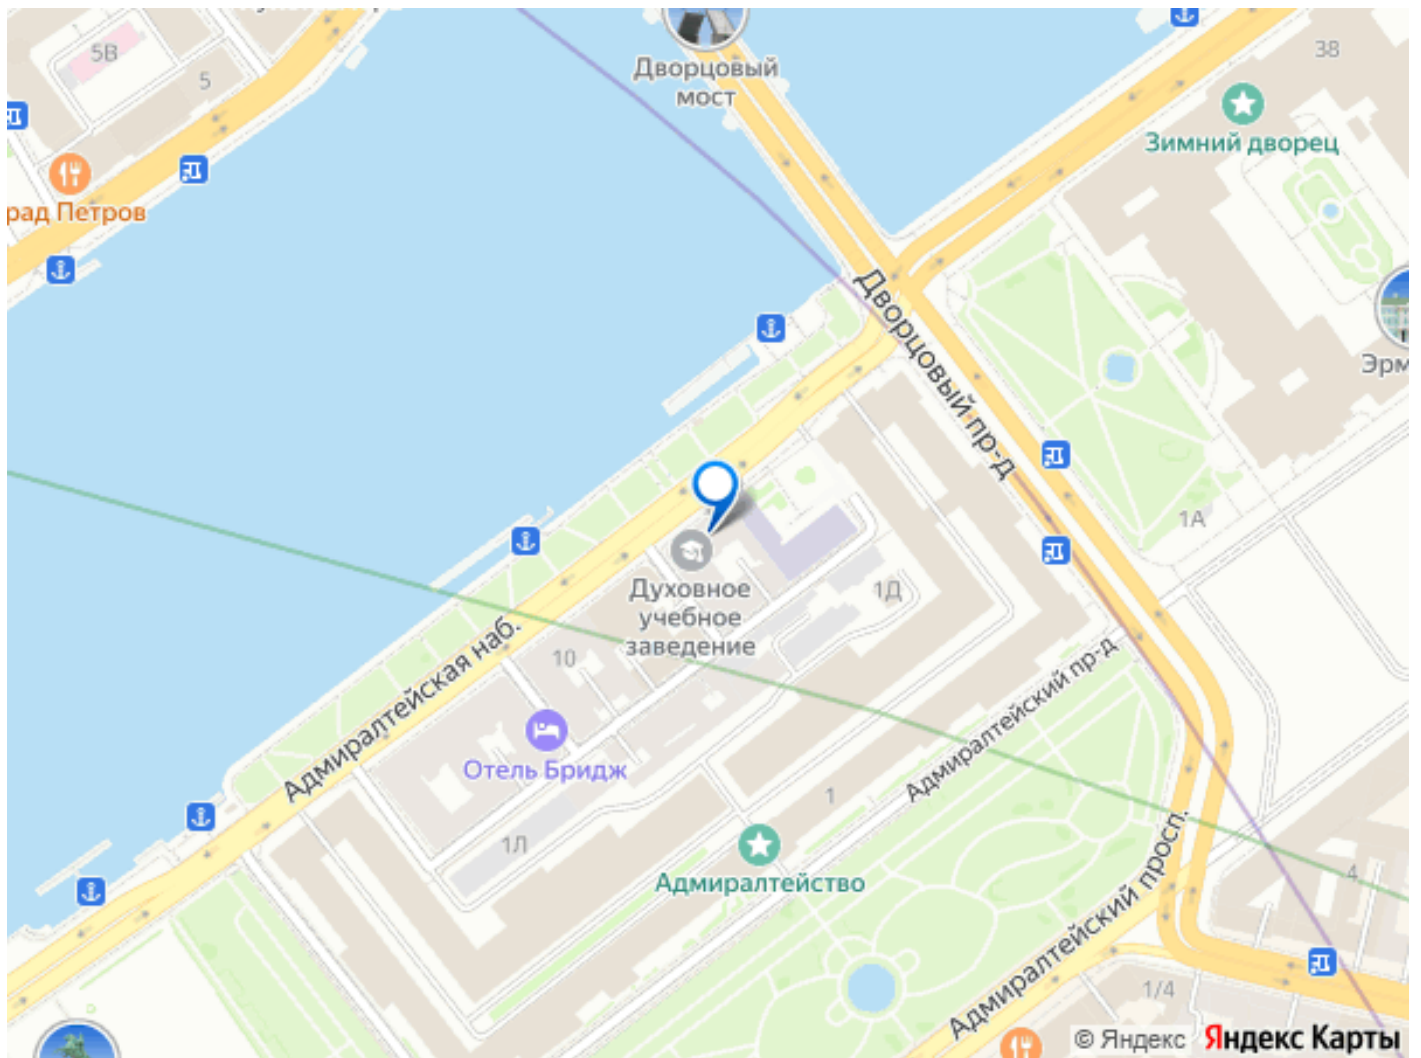 5В
5
Дворцовый
мост
38
Зимний дворец
рад Петров
Эрм
Дворцовый пр-д
1А
Духовное
учебное
заведение
1Д
10
Адмиралтейская наб.
Отель Бридж
Адмиралтейский пр-д
1
1Л
Адмиралтейство
4
Адмиралтейский просп.
1/4
© Яндекс Яндекс Карты